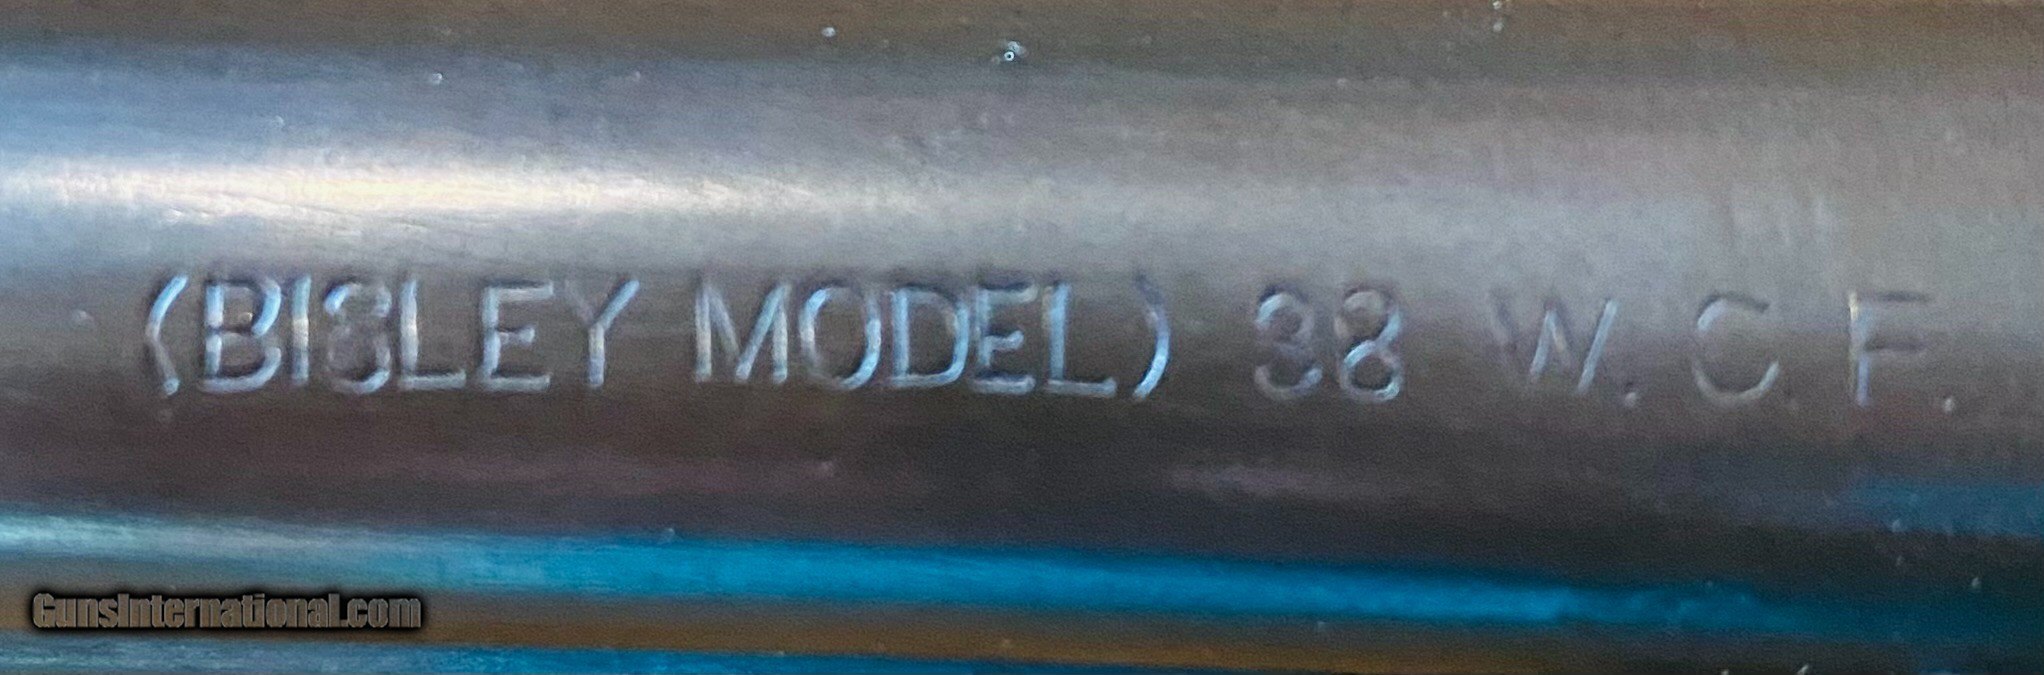 (BISLEY MODEL) 38 W.C.F.
GunsInternational.com